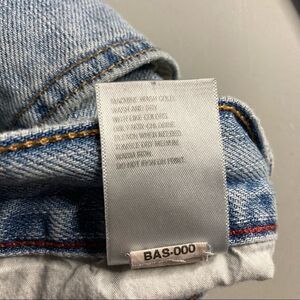 MACHINE WASH COLD.
WASH AND DRY
WITH LIKE COLORS.
ONLY NON-CHLORINE
BLEACH WHEN NEEDED.
TUMBLE DRY MEDIUM.
WARM IRON.
DO NOT IRON ON PRINT.
BAS-000